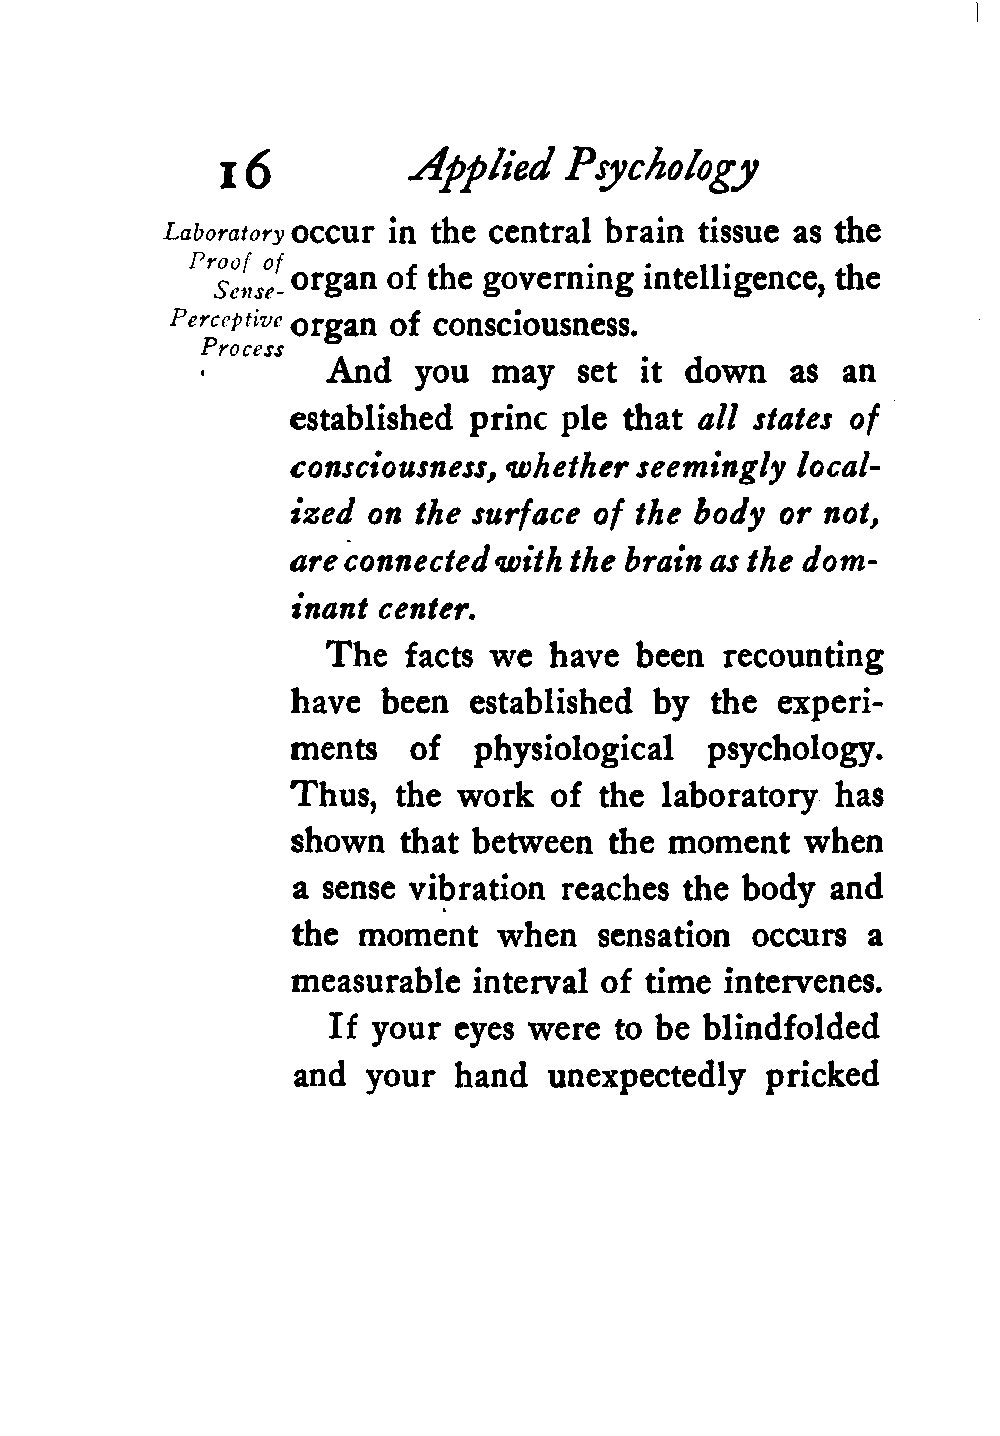 16 Applied Psychology
Laboratory
Proof of
Sense-
Perceptive
Process
occur in the central brain tissue as the
organ of the governing intelligence, the
organ of consciousness.
And you may set it down as an
established princ ple that all states of
consciousness, whether seemingly local-
ized on the surface of the body or not,
are connected with the brain as the dom-
inant center.
The facts we have been recounting
have been established by the experi-
ments of physiological psychology.
Thus, the work of the laboratory has
shown that between the moment when
a sense vibration reaches the body and
the moment when sensation occurs a
measurable interval of time intervenes.
If your eyes were to be blindfolded
and your hand unexpectedly pricked